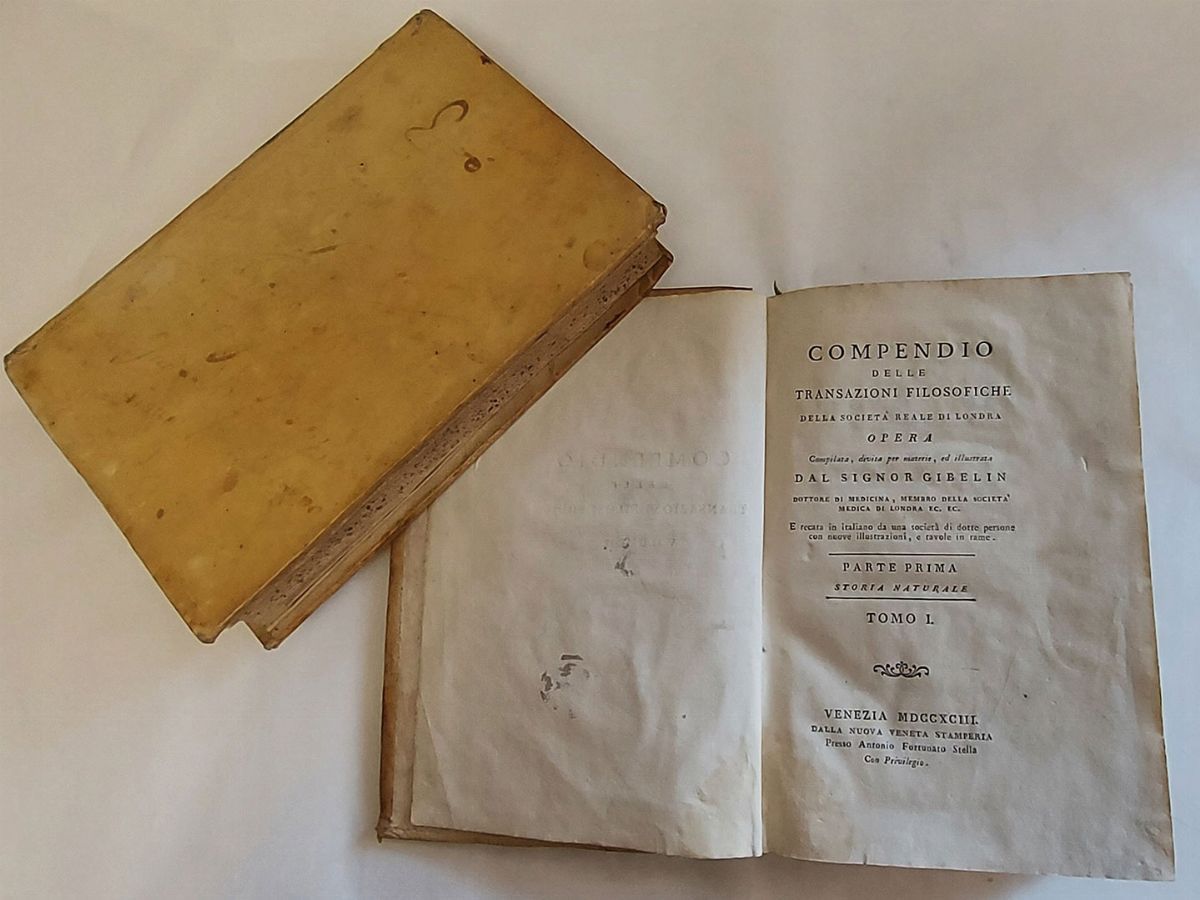 COMPENDIO
DELLE
TRANSAZIONI FILOSOFICHE
DELLA SOCIETÀ REALE DI LONDRA
OPERA
Compilata, divisa per materie, ed illustrata
DAL SIGNOR GIBELIN
DOTTORE DI MEDICINA, MEMBRO DELLA SOCIETA'
MEDICA DI LONDRA EC. EC.
E recata in italiano da una società di dotte persone
con nuove illustrazioni, e tavole in rame.
PARTE PRIMA
STORIA NATURALE
TOMO I.
VENEZIA MDCCXCIII.
DALLA NUOVA VENETA STAMPERIA
Presso Antonio Fortunato Stella
Con Privilegio.